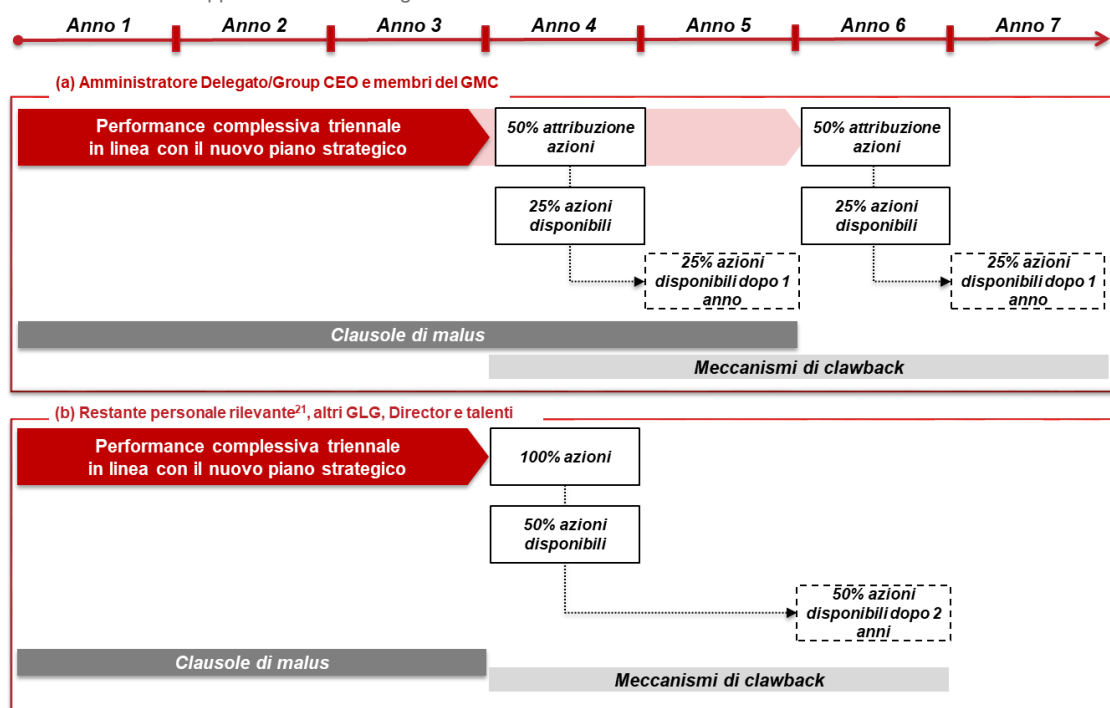 Anno 1 Anno 2 Anno 3 Anno 4 Anno 5 Anno 6 Anno 7
(a) Amministratore Delegato/Group CEO e membri del GMC
Performance complessiva triennale
in linea con il nuovo piano strategico
50% attribuzione
azioni
50% attribuzione
azioni
25% azioni
disponibili
25% azioni
disponibili
25% azioni
disponibili dopo 1
anno
25% azioni
disponibili dopo 1
anno
Clausole di malus
Meccanismi di clawback
(b) Restante personale rilevante21, altri GLG, Director e talenti
Performance complessiva triennale
in linea con il nuovo piano strategico
100% azioni
50% azioni
disponibili
50% azioni
disponibili dopo 2
anni
Clausole di malus
Meccanismi di clawback